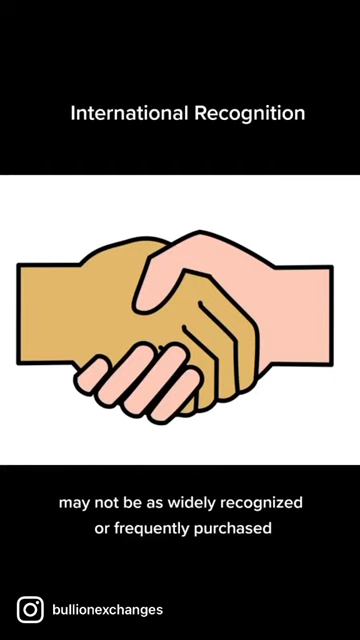 International Recognition
may not be as widely recognized
or frequently purchased
bullionexchanges